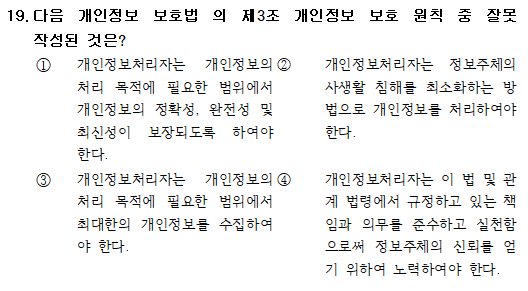 19. 다음 개인정보 보호법 의 제3조 개인정보 보호 원칙 중 잘못
작성된 것은?
① 개인정보처리자는 개인정보의
처리 목적에 필요한 범위에서
개인정보의 정확성, 완전성 및
최신성이 보장되도록 하여야
한다.
② 개인정보처리자는 정보주체의
사생활 침해를 최소화하는 방
법으로 개인정보를 처리하여야
한다.
③ 개인정보처리자는 개인정보의
처리 목적에 필요한 범위에서
최대한의 개인정보를 수집하여
야 한다.
④ 개인정보처리자는 이 법 및 관
계 법령에서 규정하고 있는 책
임과 의무를 준수하고 실천함
으로써 정보주체의 신뢰를 얻
기 위하여 노력하여야 한다.